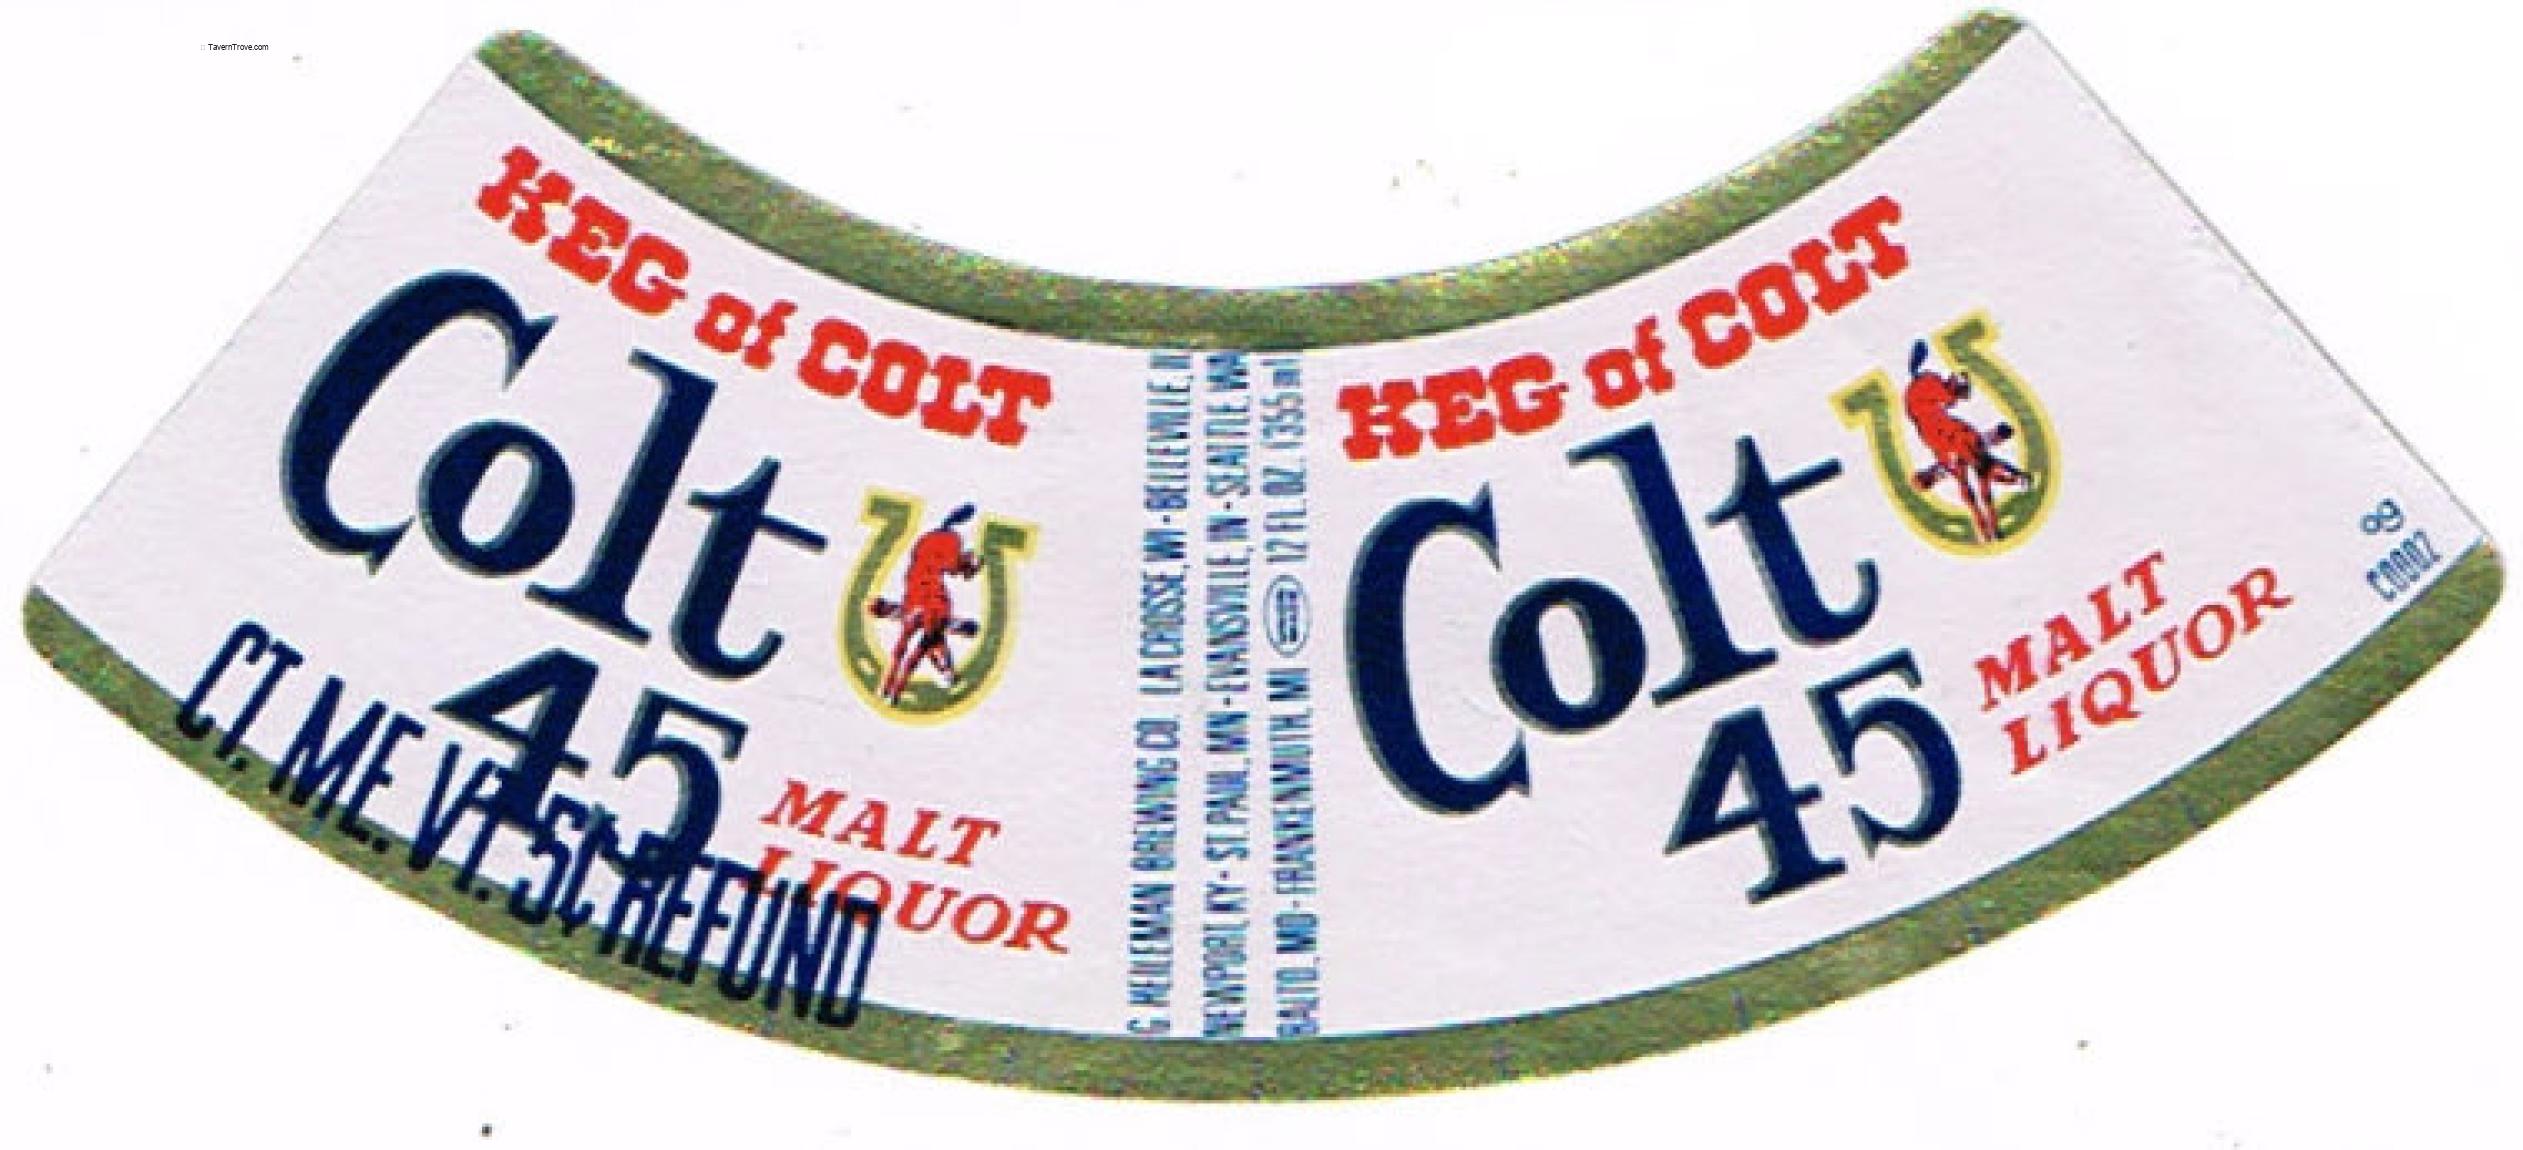 :: TavernTrove.com
KEG of COLT
Colt
45
MALT
LIQUOR
CT. ME. VT. 5¢ REFUND
G. HEILEMAN BREWING CO. LA CROSSE, WI - BELLEVILLE, IL
NEWPORT, KY - ST. PAUL, MN - EVANSVILLE, IN - SEATTLE, WA
BALTO., MD - FRANKENMUTH, MI 12 FL. OZ. (355 ml)
KEG of COLT
Colt
45
MALT
LIQUOR